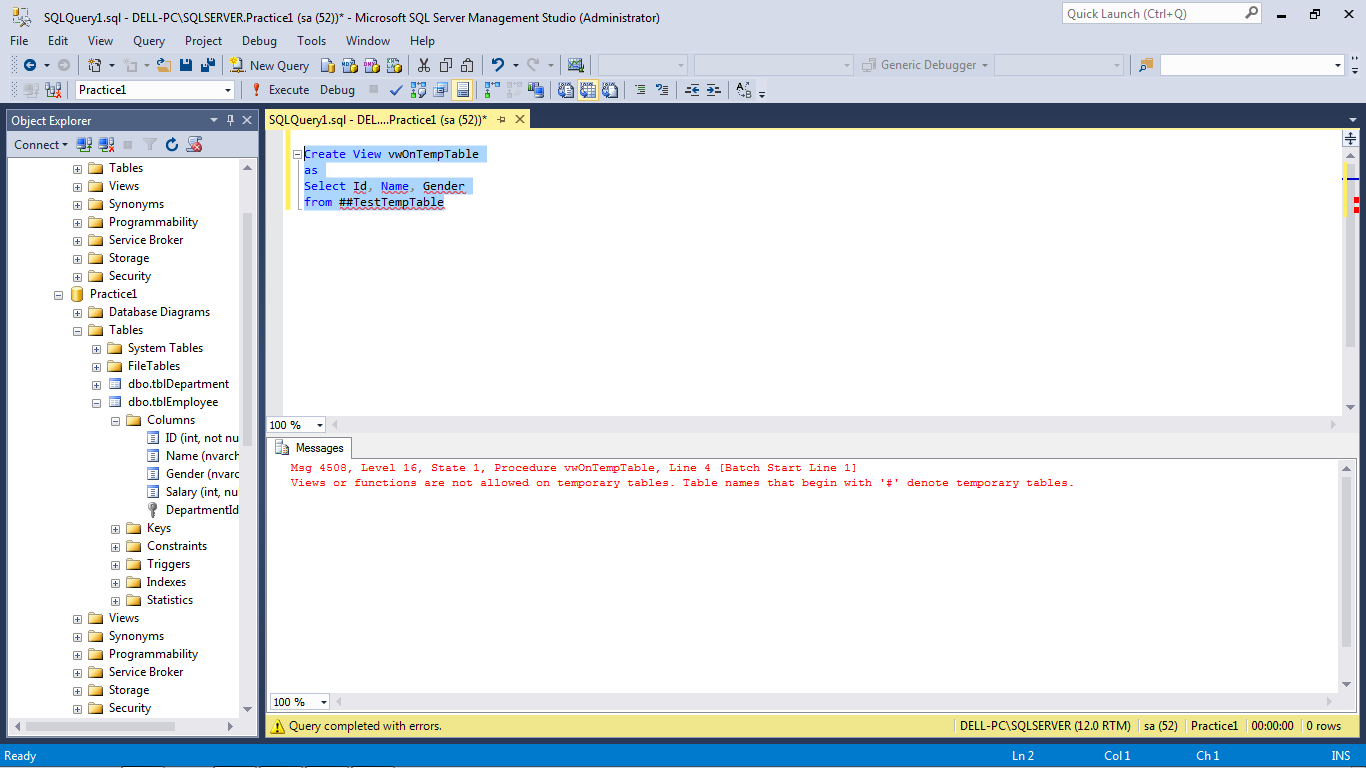 SQLQuery1.sql - DELL-PC\SQLSERVER.Practice1 (sa (52))* - Microsoft SQL Server Management Studio (Administrator)
Quick Launch (Ctrl+Q)
File Edit View Query Project Debug Tools Window Help
New Query Generic Debugger
Practice1 Execute Debug
Object Explorer
Connect
Tables
Views
Synonyms
Programmability
Service Broker
Storage
Security
Practice1
Database Diagrams
Tables
System Tables
FileTables
dbo.tblDepartment
dbo.tblEmployee
Columns
ID (int, not nu
Name (nvarch
Gender (nvarc
Salary (int, nu
DepartmentId
Keys
Constraints
Triggers
Indexes
Statistics
Views
Synonyms
Programmability
Service Broker
Storage
Security
SQLQuery1.sql - DEL....Practice1 (sa (52))*
Create View vwOnTempTable
as
Select Id, Name, Gender
from ##TestTempTable
100 %
Messages
Msg 4508, Level 16, State 1, Procedure vwOnTempTable, Line 4 [Batch Start Line 1]
Views or functions are not allowed on temporary tables. Table names that begin with '#' denote temporary tables.
100 %
Query completed with errors. DELL-PC\SQLSERVER (12.0 RTM) sa (52) Practice1 00:00:00 0 rows
Ready Ln 2 Col 1 Ch 1 INS